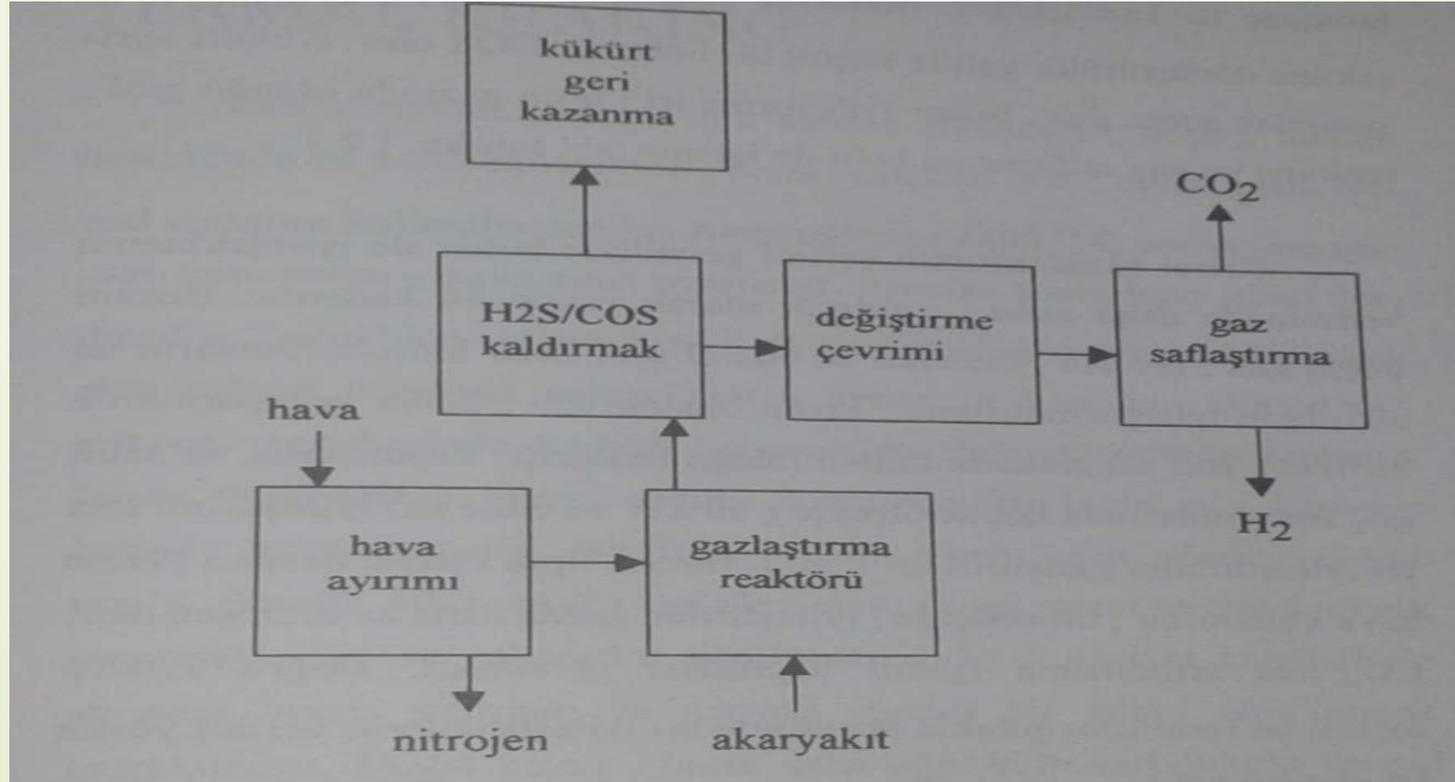 kükürt
geri
kazanma
CO2
H2S/COS
kaldırmak
değiştirme
çevrimi
gaz
saflaştırma
hava
H2
hava
ayırımı
gazlaştırma
reaktörü
nitrojen
akaryakıt